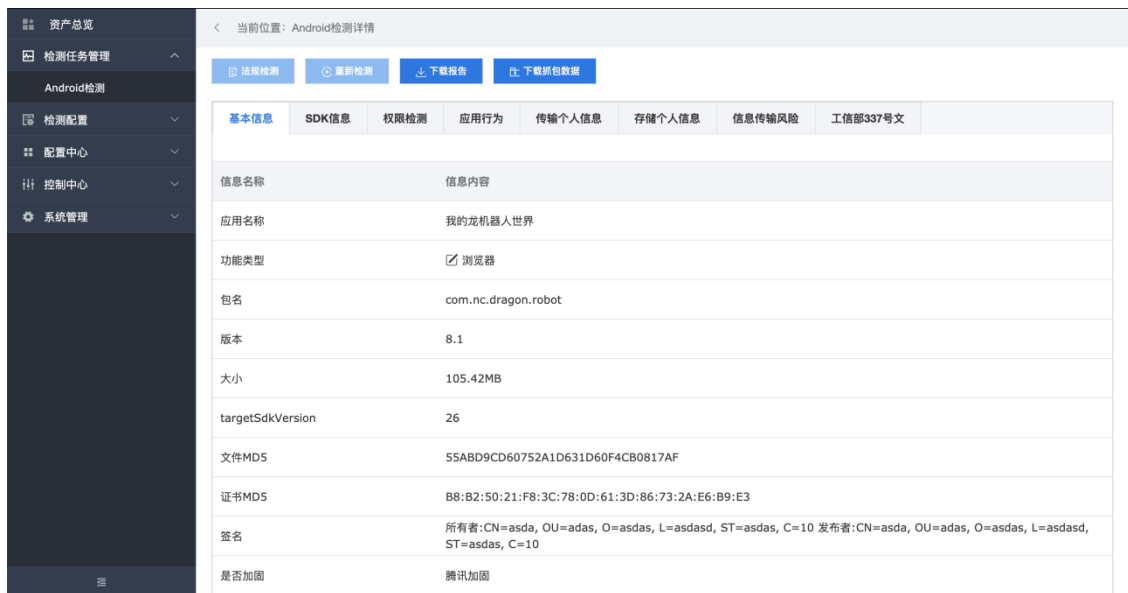 资产总览
检测任务管理
Android检测
检测配置
配置中心
控制中心
系统管理
当前位置：Android检测详情
法规检测 重新检测 下载报告 下载抓包数据
基本信息 SDK信息 权限检测 应用行为 传输个人信息 存储个人信息 信息传输风险 工信部337号文
信息名称 信息内容
应用名称 我的龙机器人世界
功能类型 浏览器
包名 com.nc.dragon.robot
版本 8.1
大小 105.42MB
targetSdkVersion 26
文件MD5 55ABD9CD60752A1D631D60F4CB0817AF
证书MD5 B8:B2:50:21:F8:3C:78:0D:61:3D:86:73:2A:E6:B9:E3
签名 所有者:CN=asda, OU=adas, O=asdas, L=asdasd, ST=asdas, C=10 发布者:CN=asda, OU=adas, O=asdas, L=asdasd,
ST=asdas, C=10
是否加固 腾讯加固